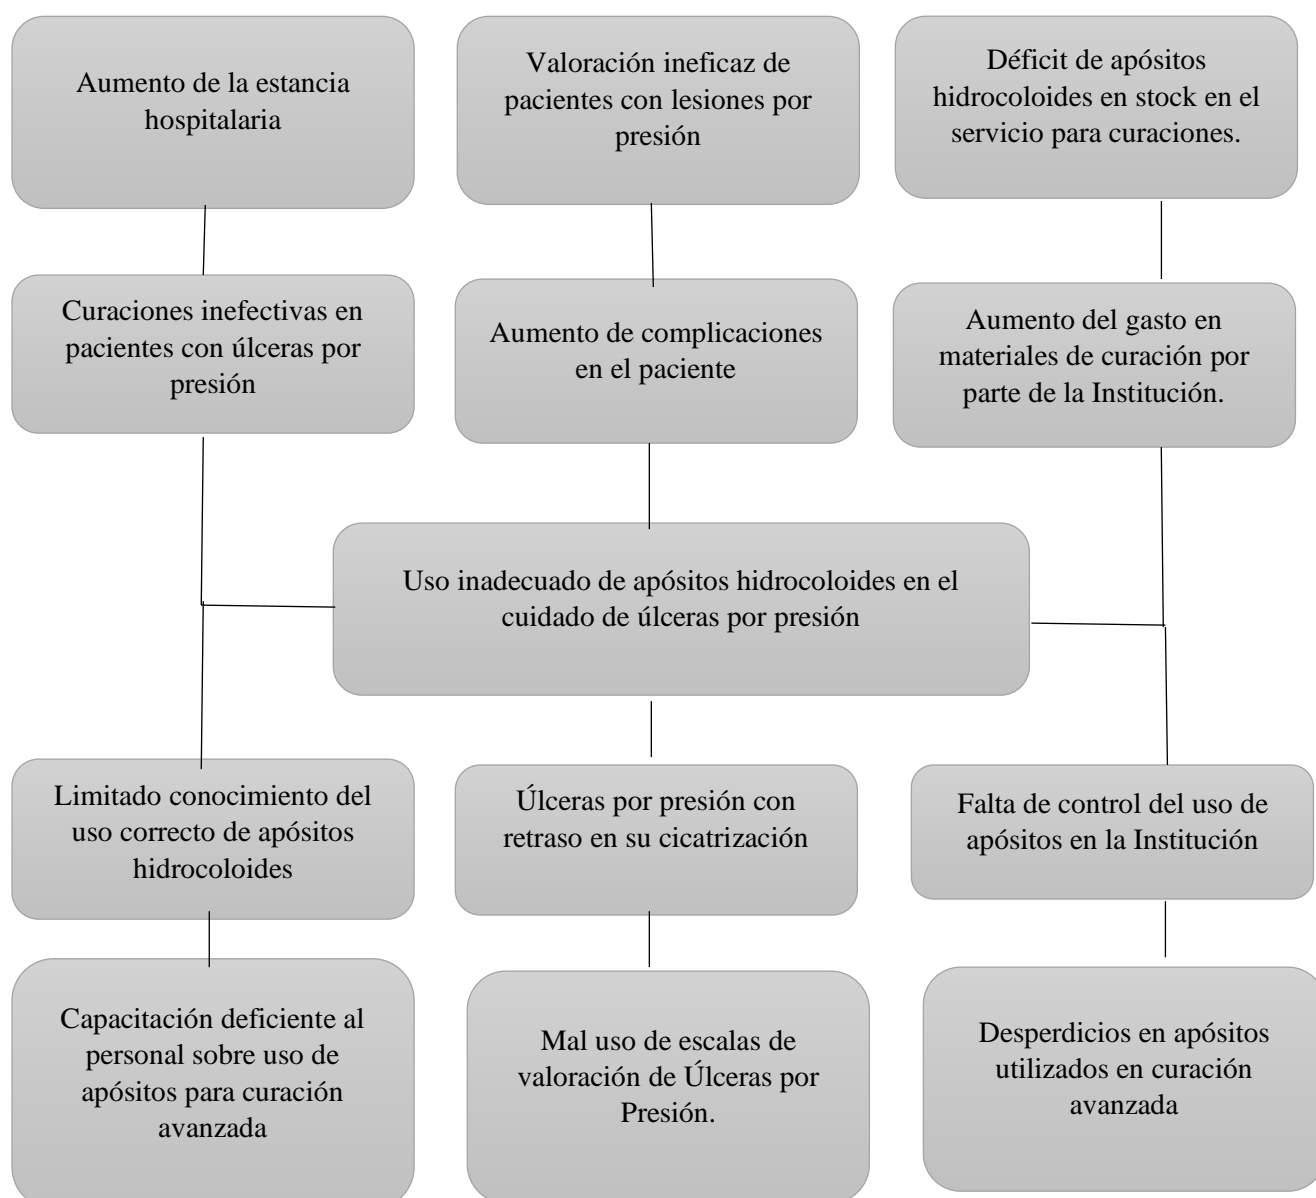 Aumento de la estancia
hospitalaria
Valoración ineficaz de
pacientes con lesiones por
presión
Déficit de apósitos
hidrocoloides en stock en el
servicio para curaciones.
Curaciones inefectivas en
pacientes con úlceras por
presión
Aumento de complicaciones
en el paciente
Aumento del gasto en
materiales de curación por
parte de la Institución.
Uso inadecuado de apósitos hidrocoloides en el
cuidado de úlceras por presión
Limitado conocimiento del
uso correcto de apósitos
hidrocoloides
Úlceras por presión con
retraso en su cicatrización
Falta de control del uso de
apósitos en la Institución
Capacitación deficiente al
personal sobre uso de
apósitos para curación
avanzada
Mal uso de escalas de
valoración de Úlceras por
Presión.
Desperdicios en apósitos
utilizados en curación
avanzada